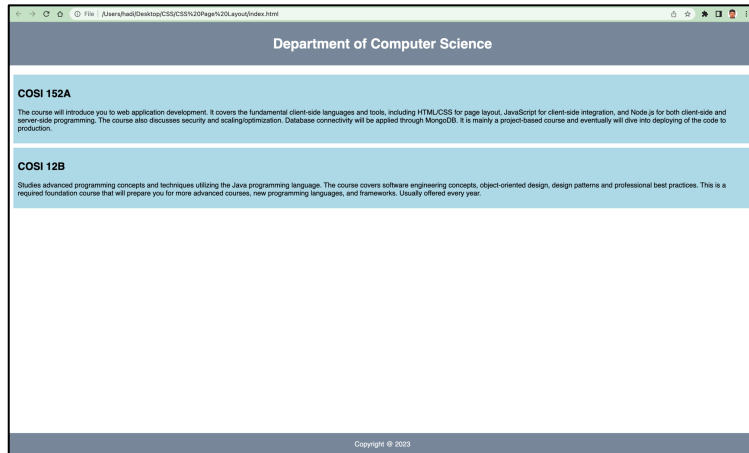 File | /Users/hadi/Desktop/CSS/CSS%20Page%20Layout/index.html
Department of Computer Science
COSI 152A
The course will introduce you to web application development. It covers the fundamental client-side languages and tools, including HTML/CSS for page layout, JavaScript for client-side integration, and Node.js for both client-side and
server-side programming. The course also discusses security and scaling/optimization. Database connectivity will be applied through MongoDB. It is mainly a project-based course and eventually will dive into deploying of the code to
production.
COSI 12B
Studies advanced programming concepts and techniques utilizing the Java programming language. The course covers software engineering concepts, object-oriented design, design patterns and professional best practices. This is a
required foundation course that will prepare you for more advanced courses, new programming languages, and frameworks. Usually offered every year.
Copyright @ 2023